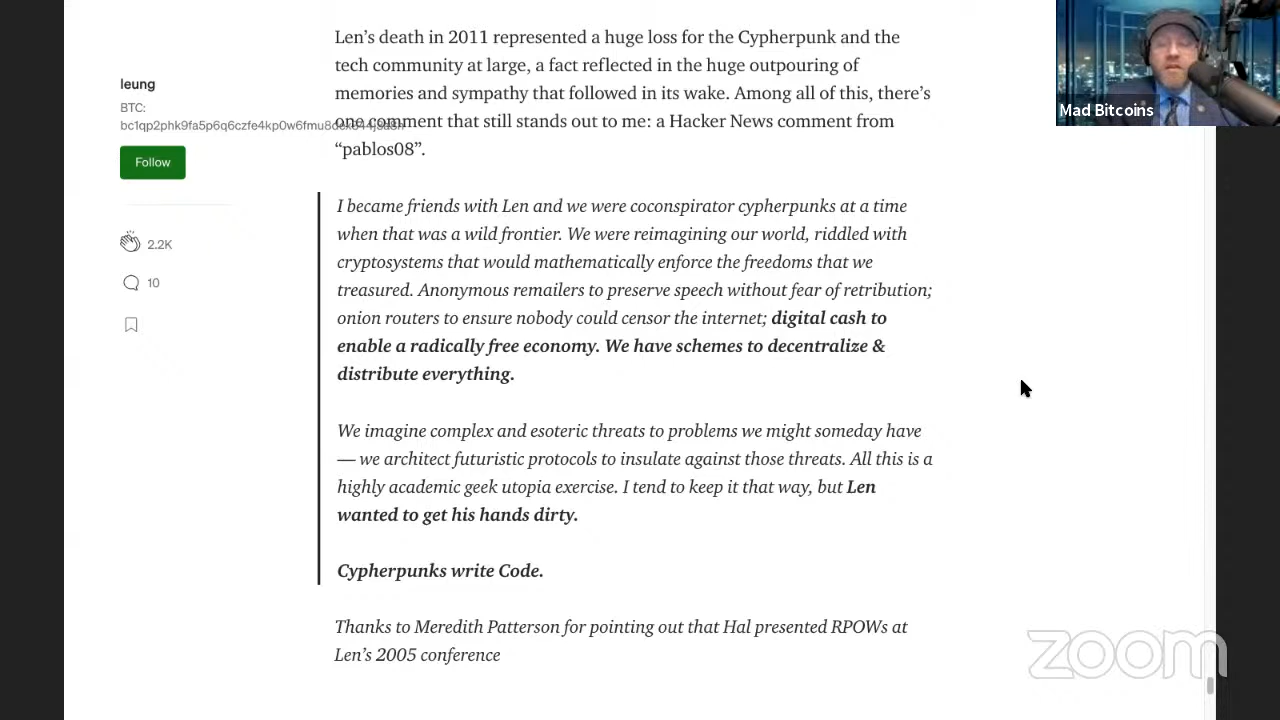 Len's death in 2011 represented a huge loss for the Cypherpunk and the
tech community at large, a fact reflected in the huge outpouring of
memories and sympathy that followed in its wake. Among all of this, there's
one comment that still stands out to me: a Hacker News comment from
“pablos08”.
leung
BTC:
Follow
2.2K
10
I became friends with Len and we were coconspirator cypherpunks at a time
when that was a wild frontier. We were reimagining our world, riddled with
cryptosystems that would mathematically enforce the freedoms that we
treasured. Anonymous remailers to preserve speech without fear of retribution;
onion routers to ensure nobody could censor the internet; digital cash to
enable a radically free economy. We have schemes to decentralize &
distribute everything.
We imagine complex and esoteric threats to problems we might someday have
— we architect futuristic protocols to insulate against those threats. All this is a
highly academic geek utopia exercise. I tend to keep it that way, but Len
wanted to get his hands dirty.
Cypherpunks write Code.
Thanks to Meredith Patterson for pointing out that Hal presented RPOWs at
Len's 2005 conference
Mad Bitcoins
zoom